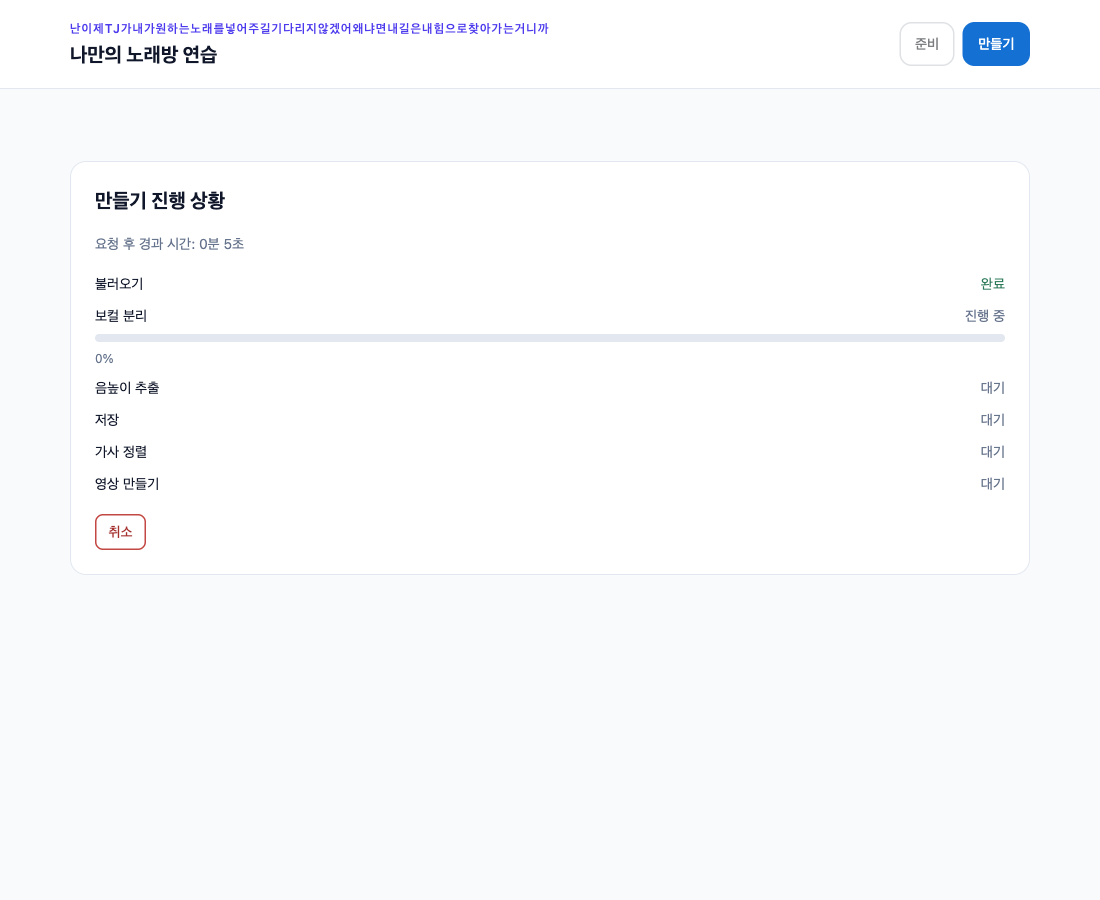 난이제TJ가내가원하는노래를넣어주길기다리지않겠어왜냐면내길은내힘으로찾아가는거니까
나만의 노래방 연습
준비
만들기
만들기 진행 상황
요청 후 경과 시간: 0분 5초
불러오기 완료
보컬 분리 진행 중
0%
음높이 추출 대기
저장 대기
가사 정렬 대기
영상 만들기 대기
취소